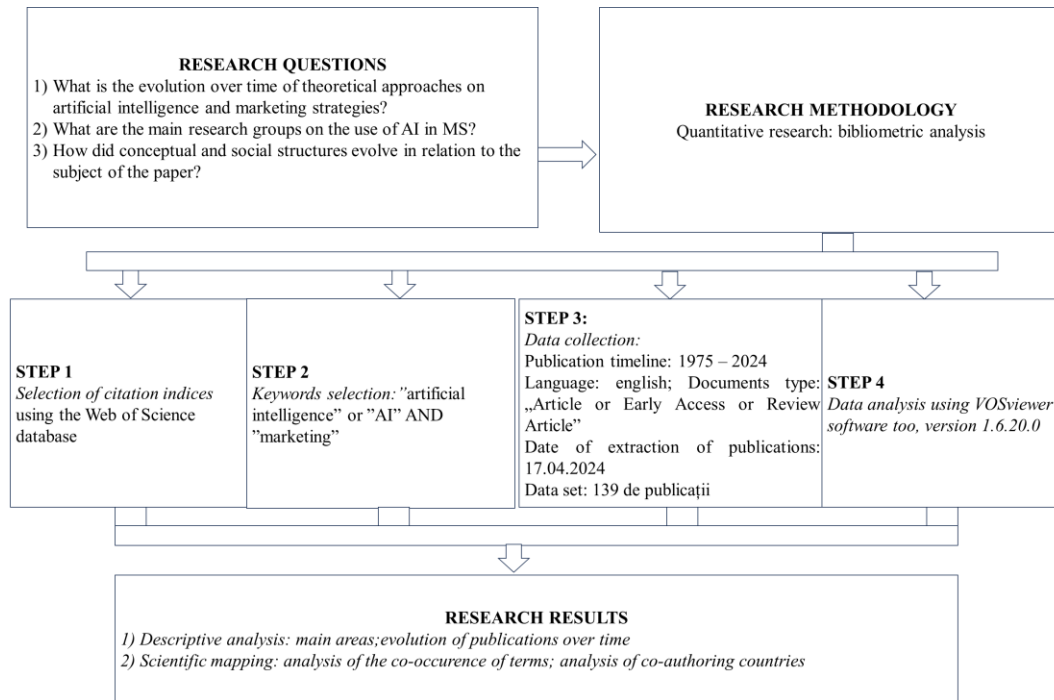 RESEARCH QUESTIONS
1) What is the evolution over time of theoretical approaches on
artificial intelligence and marketing strategies?
2) What are the main research groups on the use of AI in MS?
3) How did conceptual and social structures evolve in relation to the
subject of the paper?
RESEARCH METHODOLOGY
Quantitative research: bibliometric analysis
STEP 1
Selection of citation indices
using the Web of Science
database
STEP 2
Keywords selection: ”artificial
intelligence” or ”AI” AND
”marketing”
STEP 3:
Data collection:
Publication timeline: 1975 – 2024
Language: english; Documents type:
„Article or Early Access or Review
Article”
Date of extraction of publications:
17.04.2024
Data set: 139 de publicații
STEP 4
Data analysis using VOSviewer
software too, version 1.6.20.0
RESEARCH RESULTS
1) Descriptive analysis: main areas;evolution of publications over time
2) Scientific mapping: analysis of the co-occurence of terms; analysis of co-authoring countries